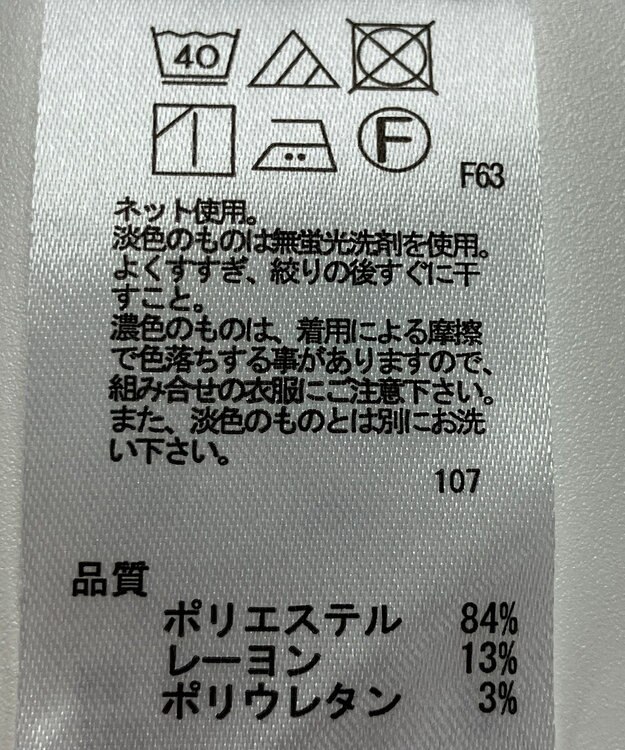 40
F
F63
ネット使用。
淡色のものは無蛍光洗剤を使用。
よくすすぎ、絞りの後すぐに干
すこと。
濃色のものは、着用による摩擦
で色落ちする事がありますので、
組み合せの衣服にご注意下さい。
また、淡色のものとは別にお洗
い下さい。
107
品質
ポリエステル 84%
レーヨン 13%
ポリウレタン 3%